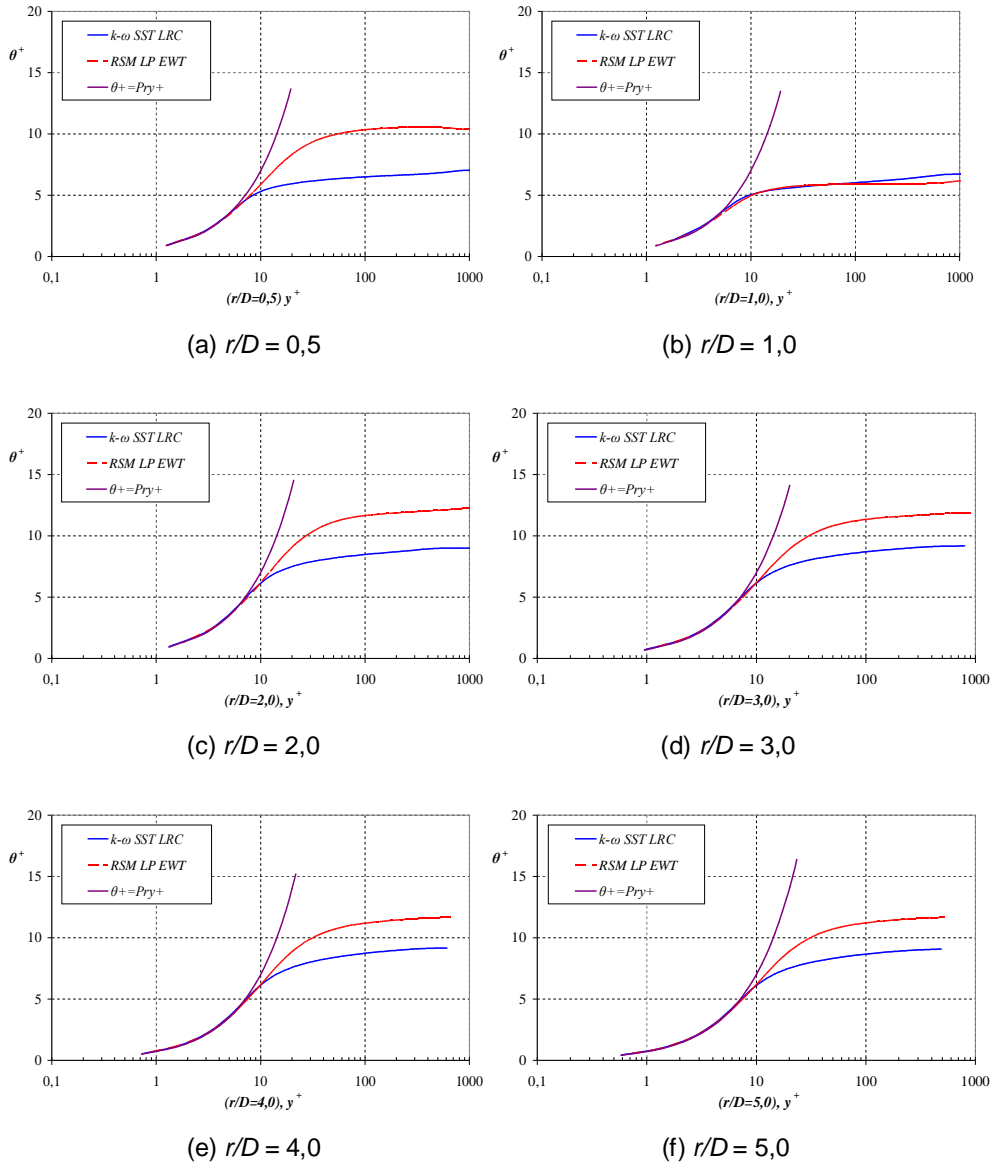 20
15
10
5
0
θ+
k-ω SST LRC
RSM LP EWT
θ+=Pry+
0,1 1 10 100 1000
(r/D=0,5) y+
(a) r/D = 0,5
20
15
10
5
0
θ+
k-ω SST LRC
RSM LP EWT
θ+=Pry+
0,1 1 10 100 1000
(r/D=1,0), y+
(b) r/D = 1,0
20
15
10
5
0
θ+
k-ω SST LRC
RSM LP EWT
θ+=Pry+
0,1 1 10 100 1000
(r/D=2,0), y+
(c) r/D = 2,0
20
15
10
5
0
θ+
k-ω SST LRC
RSM LP EWT
θ+=Pry+
0,1 1 10 100 1000
(r/D=3,0), y+
(d) r/D = 3,0
20
15
10
5
0
θ+
k-ω SST LRC
RSM LP EWT
θ+=Pry+
0,1 1 10 100 1000
(r/D=4,0), y+
(e) r/D = 4,0
20
15
10
5
0
θ+
k-ω SST LRC
RSM LP EWT
θ+=Pry+
0,1 1 10 100 1000
(r/D=5,0), y+
(f) r/D = 5,0